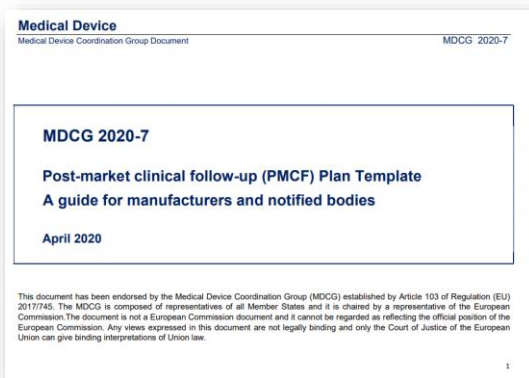 Medical Device
Medical Device Coordination Group Document MDCG 2020-7
MDCG 2020-7
Post-market clinical follow-up (PMCF) Plan Template
A guide for manufacturers and notified bodies
April 2020
This document has been endorsed by the Medical Device Coordination Group (MDCG) established by Article 103 of Regulation (EU)
2017/745. The MDCG is composed of representatives of all Member States and it is chaired by a representative of the European
Commission.The document is not a European Commission document and it cannot be regarded as reflecting the official position of the
European Commission. Any views expressed in this document are not legally binding and only the Court of Justice of the European
Union can give binding interpretations of Union law.
1